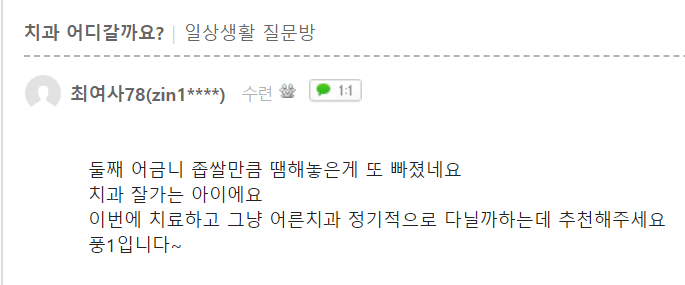 치과 어디갈까요? | 일상생활 질문방
최여사78(zin1****) 수련 1:1
둘째 어금니 좁쌀만큼 땜해놓은게 또 빠졌네요
치과 잘가는 아이에요
이번에 치료하고 그냥 어른치과 정기적으로 다닐까하는데 추천해주세요
풍1입니다~